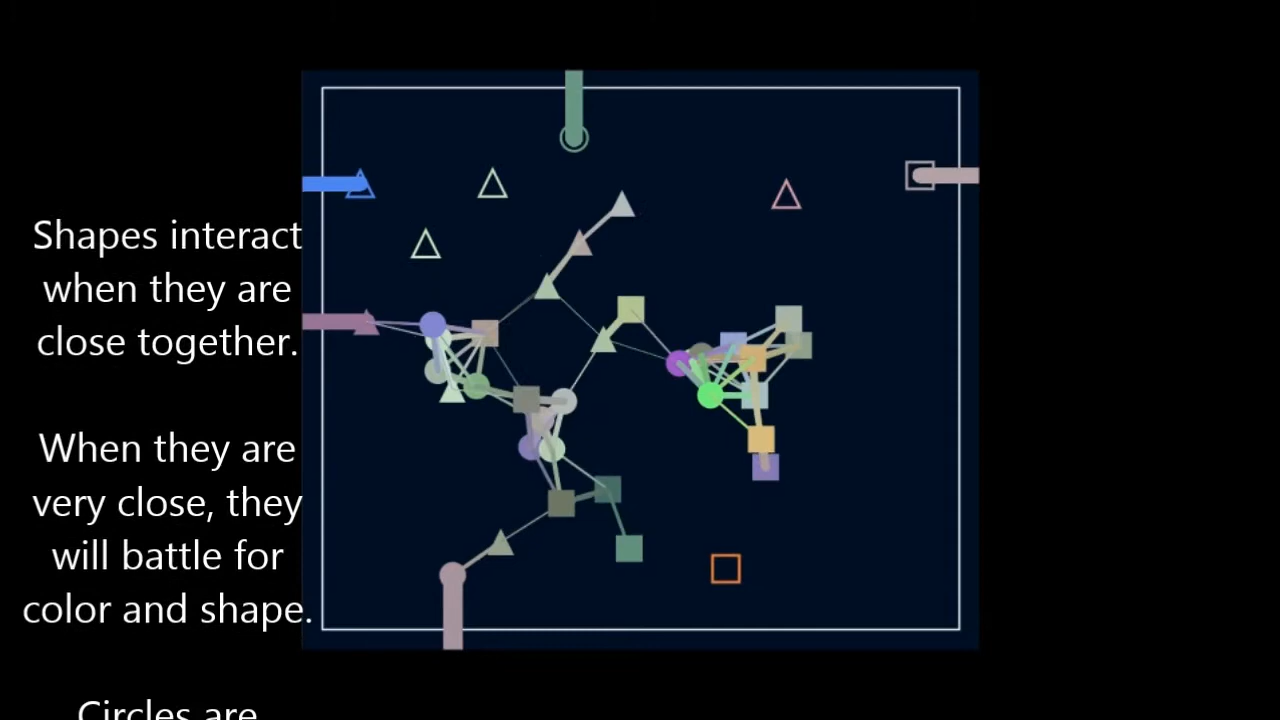 Shapes interact
when they are
close together.
When they are
very close, they
will battle for
color and shape.
Circles are